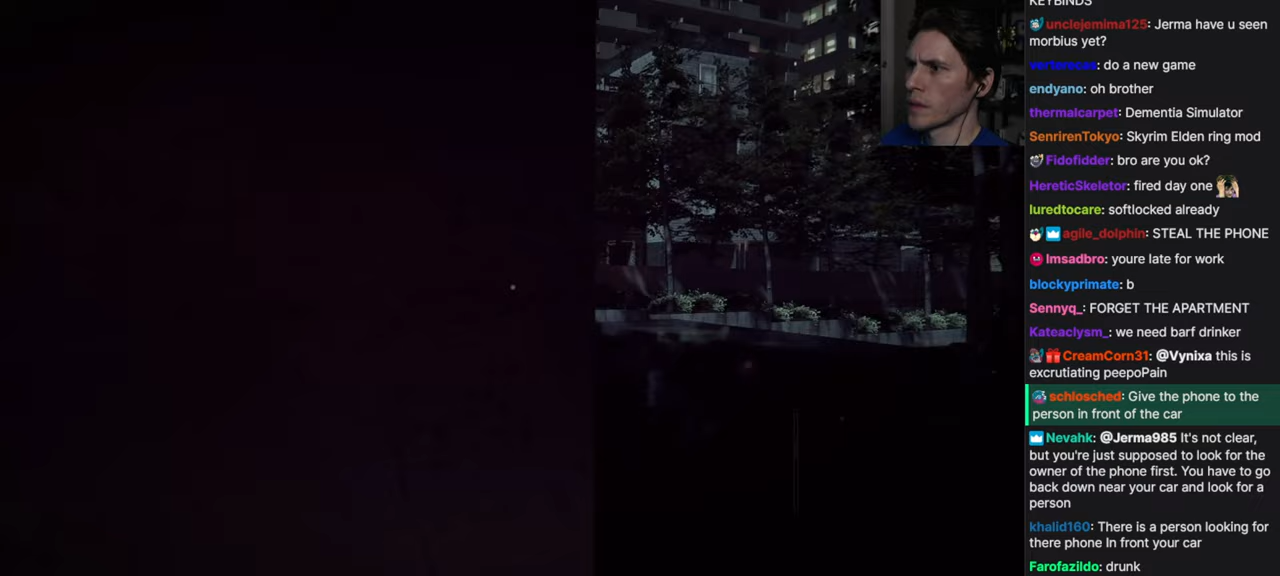 KEYBINDS
unclejemima125: Jerma have u seen
morbius yet?
do a new game
endyano: oh brother
thermalcarpet: Dementia Simulator
SenrirenTokyo: Skyrim Elden ring mod
Fidofidder: bro are you ok?
HereticSkeletor: fired day one
luredtocare: softlocked already
agile_dolphin: STEAL THE PHONE
Imsadbro: youre late for work
blockyprimate: b
Sennyq_: FORGET THE APARTMENT
Kateaclysm_: we need barf drinker
CreamCorn31: @Vynixa this is
excrutiating peepoPain
schlosched: Give the phone to the
person in front of the car
Nevahk: @Jerma985 It's not clear,
but you're just supposed to look for the
owner of the phone first. You have to go
back down near your car and look for a
person
khalid160: There is a person looking for
there phone In front your car
Farofazildo: drunk